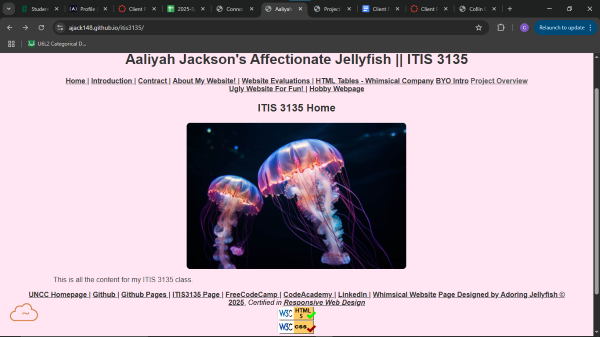 Student
Profile
Client
2025-
Connec
Aaliyah
Project
Client
Client
Collin
ajack148.github.io/itis3135/
Relaunch to update
U6L2 Categorical D...
Aaliyah Jackson's Affectionate Jellyfish || ITIS 3135
Home | Introduction | Contract | About My Website! | Website Evaluations | HTML Tables - Whimsical Company BYO Intro Project Overview
Ugly Website For Fun! | Hobby Webpage
ITIS 3135 Home
This is all the content for my ITIS 3135 class.
UNCC Homepage | Github | Github Pages | ITIS3135 Page | FreeCodeCamp | CodeAcademy | Linkedin | Whimsical Website Page Designed by Adoring Jellyfish ©
2025, Certified in Responsive Web Design
W3C HTML 5
W3C css